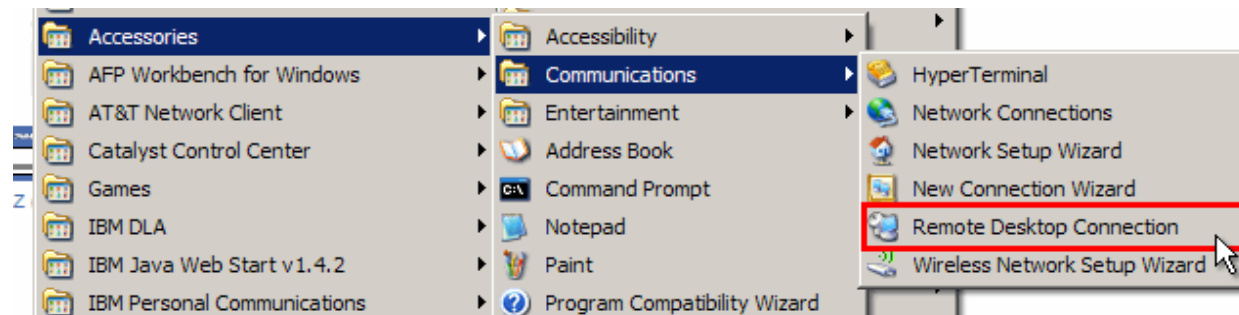 Accessories
AFP Workbench for Windows
AT&T Network Client
Catalyst Control Center
Games
IBM DLA
IBM Java Web Start v1.4.2
IBM Personal Communications
Accessibility
Communications
Entertainment
Address Book
Command Prompt
Notepad
Paint
Program Compatibility Wizard
HyperTerminal
Network Connections
Network Setup Wizard
New Connection Wizard
Remote Desktop Connection
Wireless Network Setup Wizard
Z
C:\